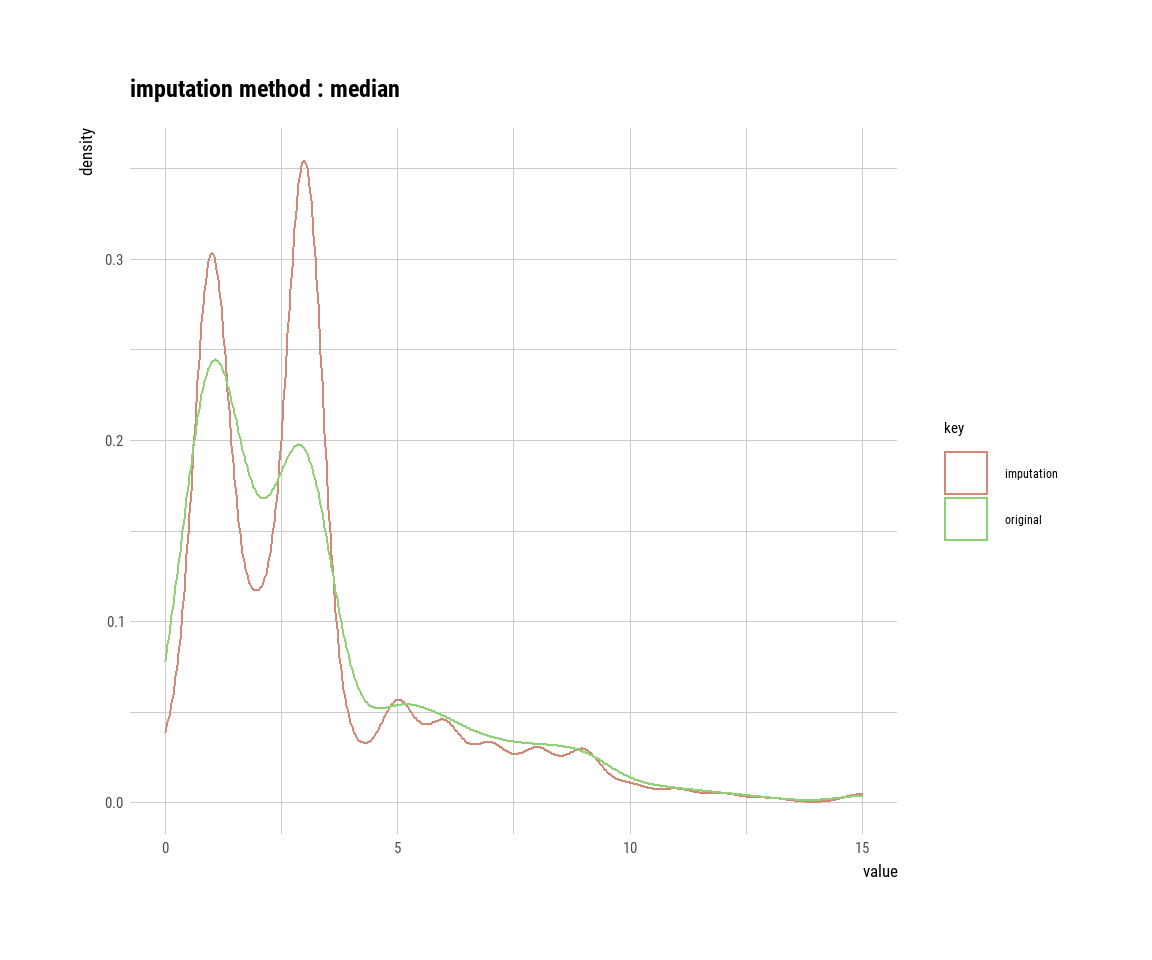 imputation method : median
density
0.3
0.2
0.1
0.0
0
5
10
15
value
key
imputation
original